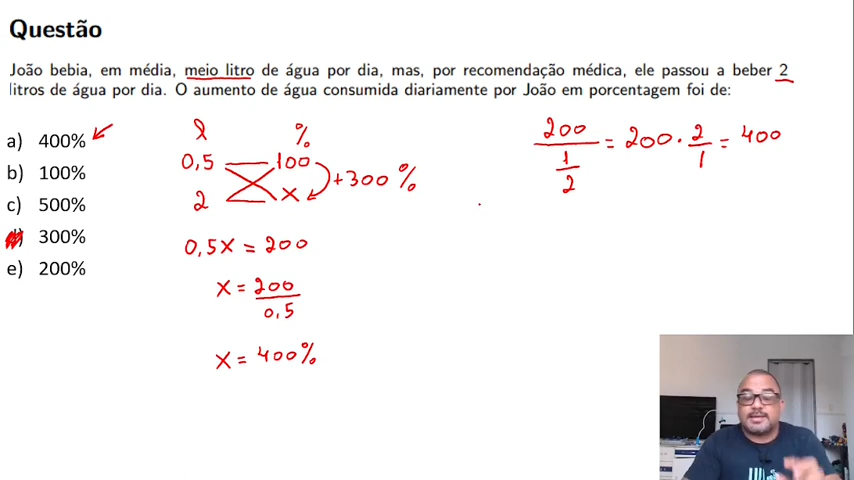 Questão
João bebia, em média, meio litro de água por dia, mas, por recomendação médica, ele passou a beber 2
litros de água por dia. O aumento de água consumida diariamente por João em porcentagem foi de:
a) 400%
b) 100%
c) 500%
d) 300%
e) 200%
l %
0,5 100
2 x
+300 %
0,5x = 200
x = 200
0,5
x = 400%
200
1
2
= 200 . 2
1
= 400